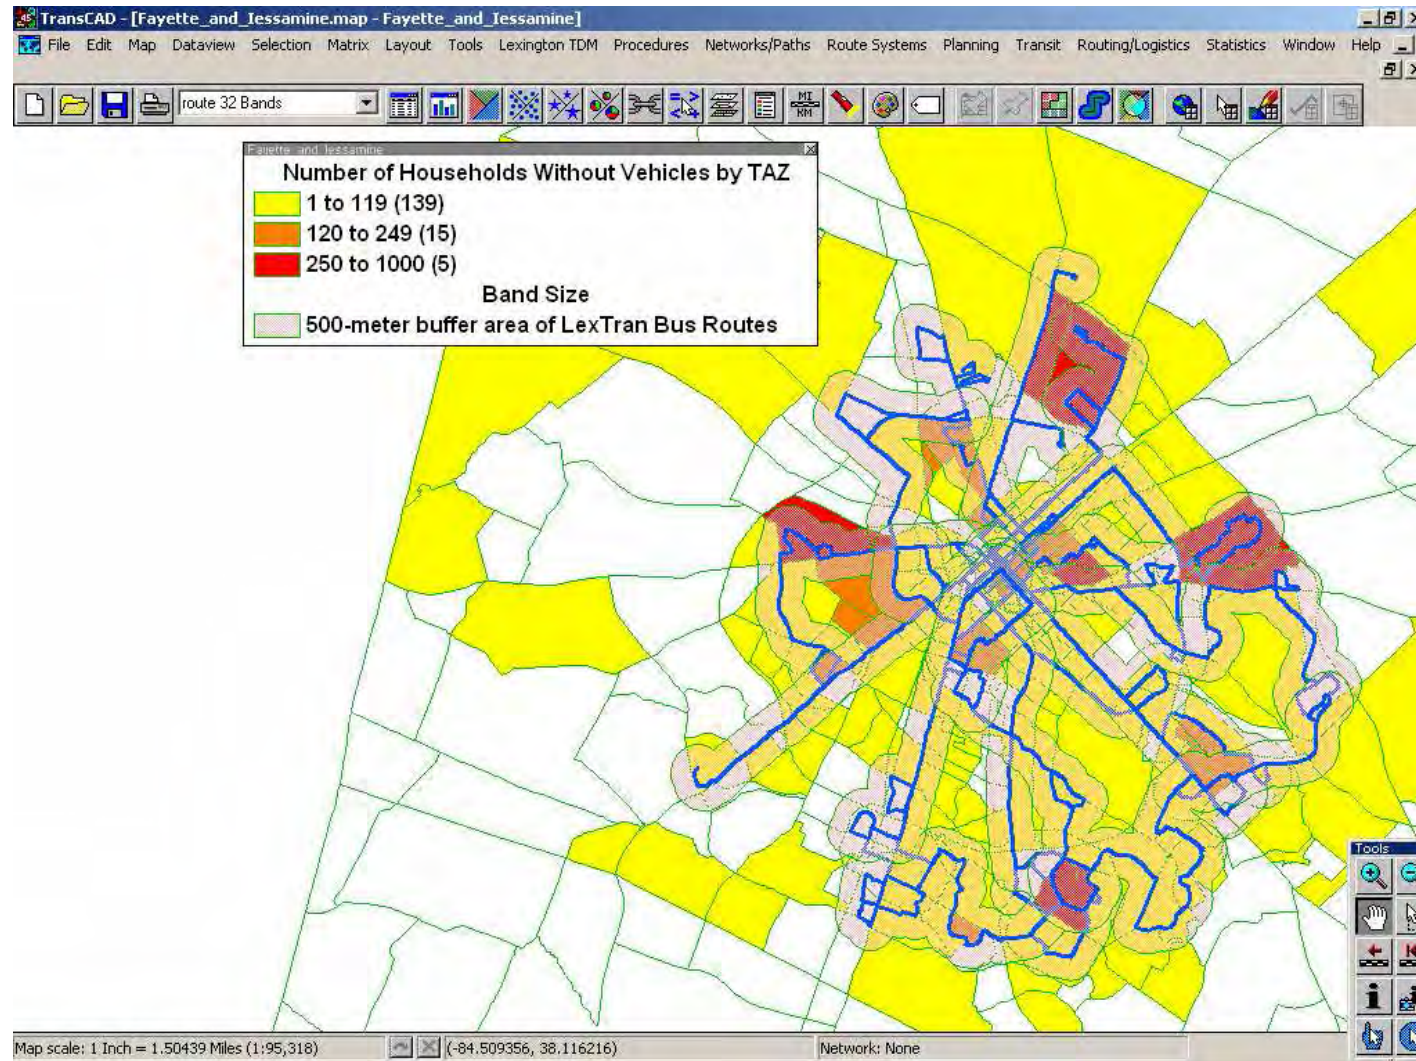 TransCAD - [Fayette_and_Iessamine.map - Fayette_and_Iessamine]
File Edit Map Dataview Selection Matrix Layout Tools Lexington TDM Procedures Networks/Paths Route Systems Planning Transit Routing/Logistics Statistics Window Help
route 32 Bands
MI
KM
Fayette_and_Iessamine
Number of Households Without Vehicles by TAZ
1 to 119 (139)
120 to 249 (15)
250 to 1000 (5)
Band Size
500-meter buffer area of LexTran Bus Routes
Tools
Map scale: 1 Inch = 1.50439 Miles (1:95,318) (-84.509356, 38.116216) Network: None